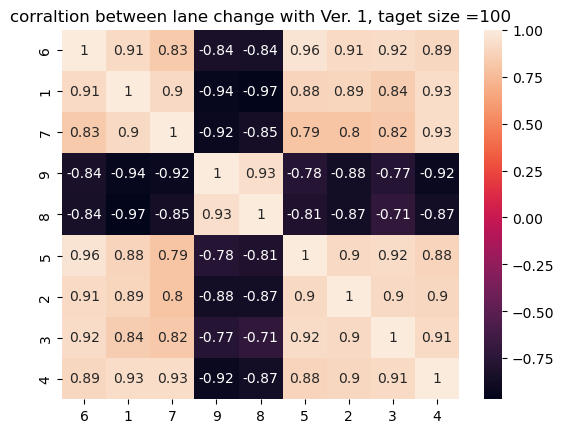 corraltion between lane change with Ver. 1, taget size =100
6 1 0.91 0.83 -0.84 -0.84 0.96 0.91 0.92 0.89
1 0.91 1 0.9 -0.94 -0.97 0.88 0.89 0.84 0.93
7 0.83 0.9 1 -0.92 -0.85 0.79 0.8 0.82 0.93
9 -0.84 -0.94 -0.92 1 0.93 -0.78 -0.88 -0.77 -0.92
8 -0.84 -0.97 -0.85 0.93 1 -0.81 -0.87 -0.71 -0.87
5 0.96 0.88 0.79 -0.78 -0.81 1 0.9 0.92 0.88
2 0.91 0.89 0.8 -0.88 -0.87 0.9 1 0.9 0.9
3 0.92 0.84 0.82 -0.77 -0.71 0.92 0.9 1 0.91
4 0.89 0.93 0.93 -0.92 -0.87 0.88 0.9 0.91 1
6 1 7 9 8 5 2 3 4
1.00
0.75
0.50
0.25
0.00
−0.25
−0.50
−0.75